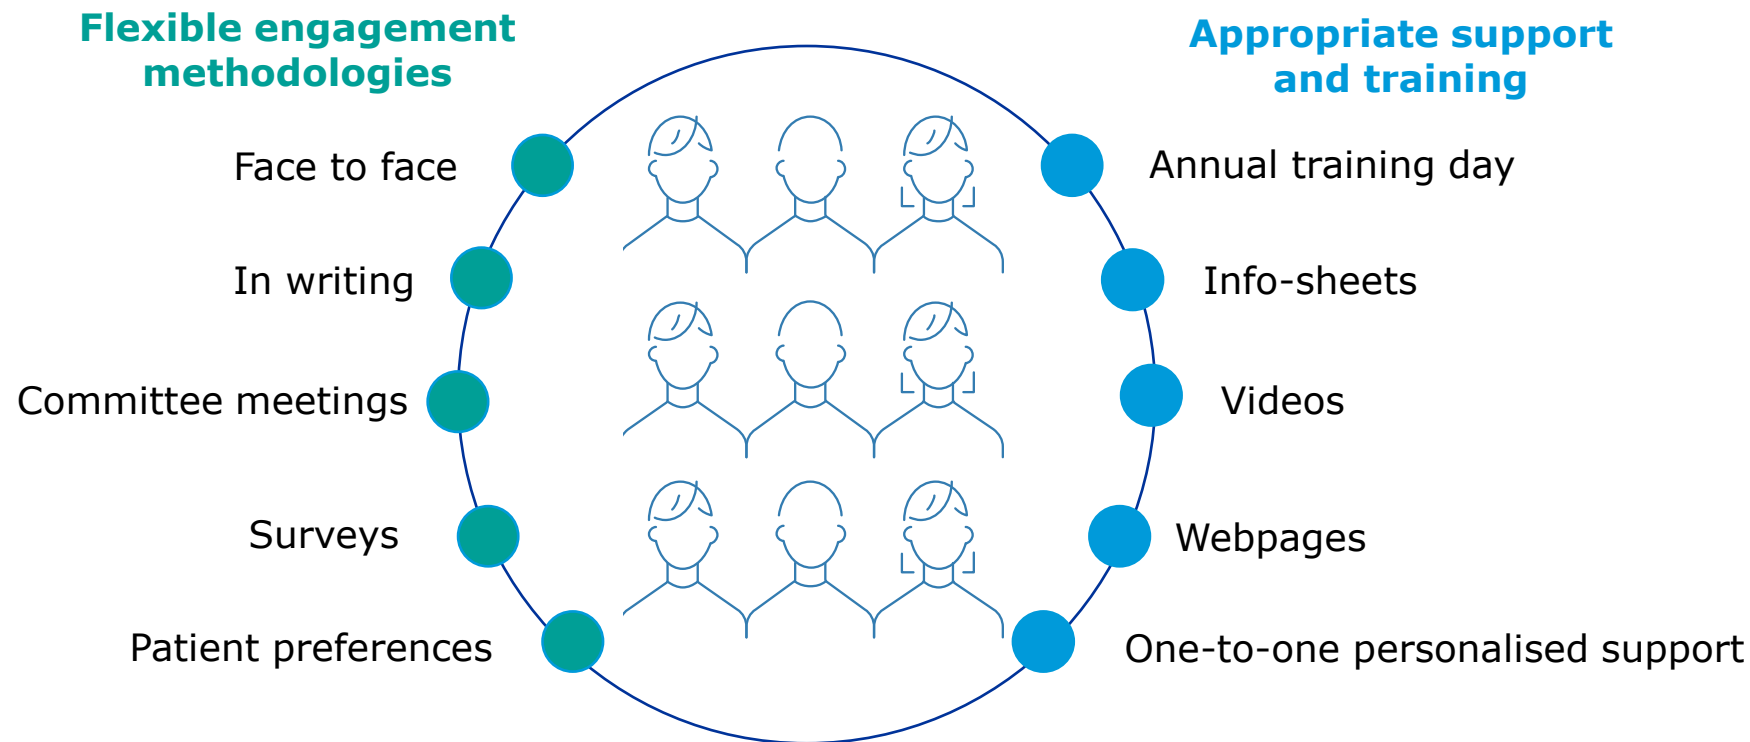 Flexible engagement
methodologies
Face to face
In writing
Committee meetings
Surveys
Patient preferences
Appropriate support
and training
Annual training day
Info-sheets
Videos
Webpages
One-to-one personalised support